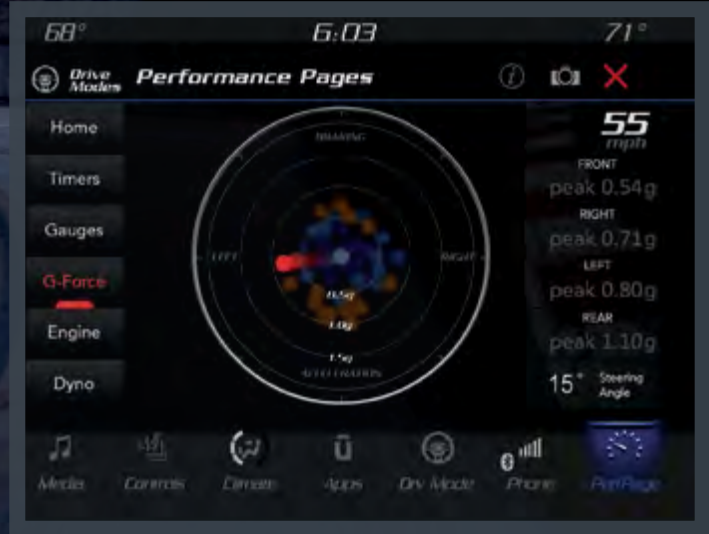 68° 6:03 71°
Drive
Modes
Performance Pages
i
55
mph
Home
Timers
Gauges
G-Force
Engine
Dyno
BRAKING
LEFT
RIGHT
0.5g
1.0g
1.5g
ACCELERATION
FRONT
peak 0.54g
RIGHT
peak 0.71g
LEFT
peak 0.80g
REAR
peak 1.10g
15° Steering
Angle
Media Controls Climate Apps Drv Mode Phone Perf Page